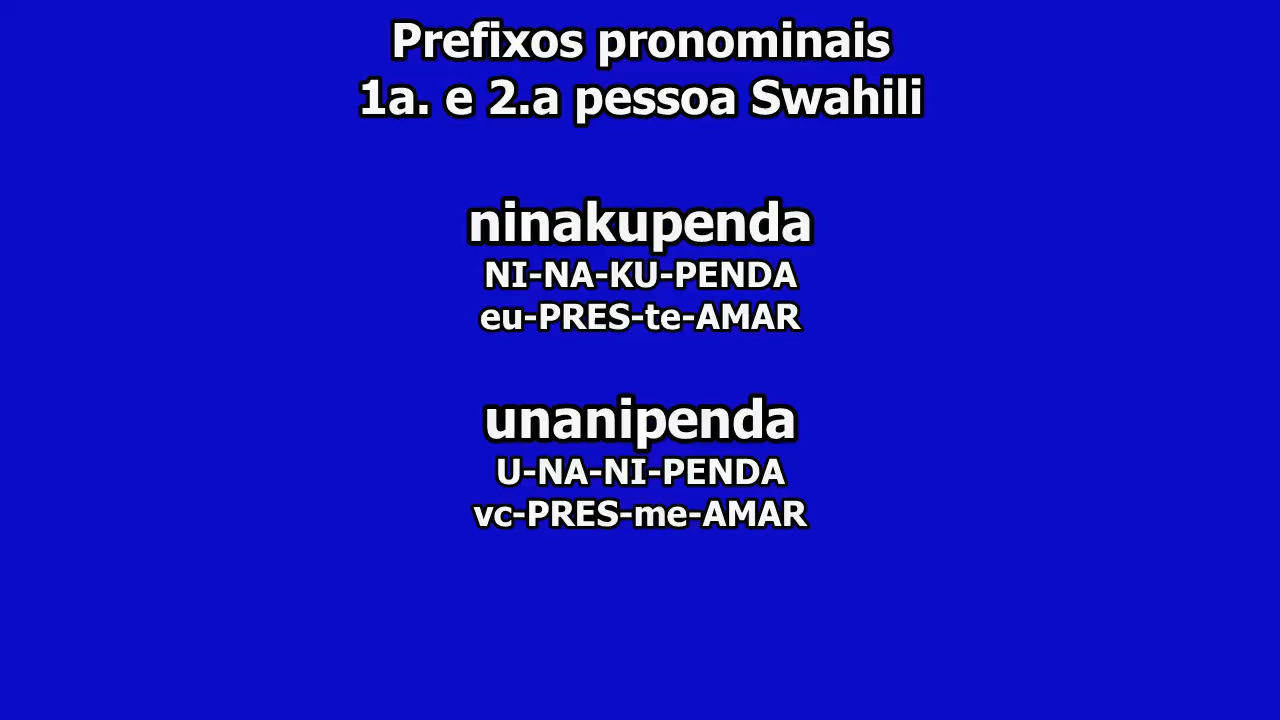 Prefixos pronominais
1a. e 2.a pessoa Swahili
ninakupenda
NI-NA-KU-PENDA
eu-PRES-te-AMAR
unanipenda
U-NA-NI-PENDA
vc-PRES-me-AMAR